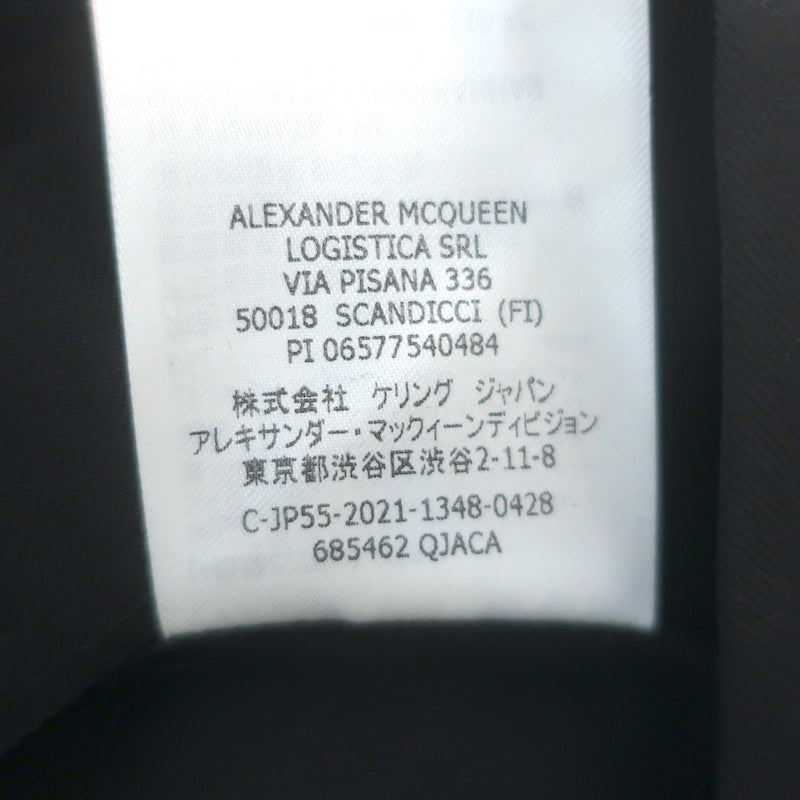 ALEXANDER MCQUEEN
LOGISTICA SRL
VIA PISANA 336
50018 SCANDICCI (FI)
PI 06577540484
株式会社 ケリング ジャパン
アレキサンダー・マックィーンディビジョン
東京都渋谷区渋谷2-11-8
C-JP55-2021-1348-0428
685462 QJACA